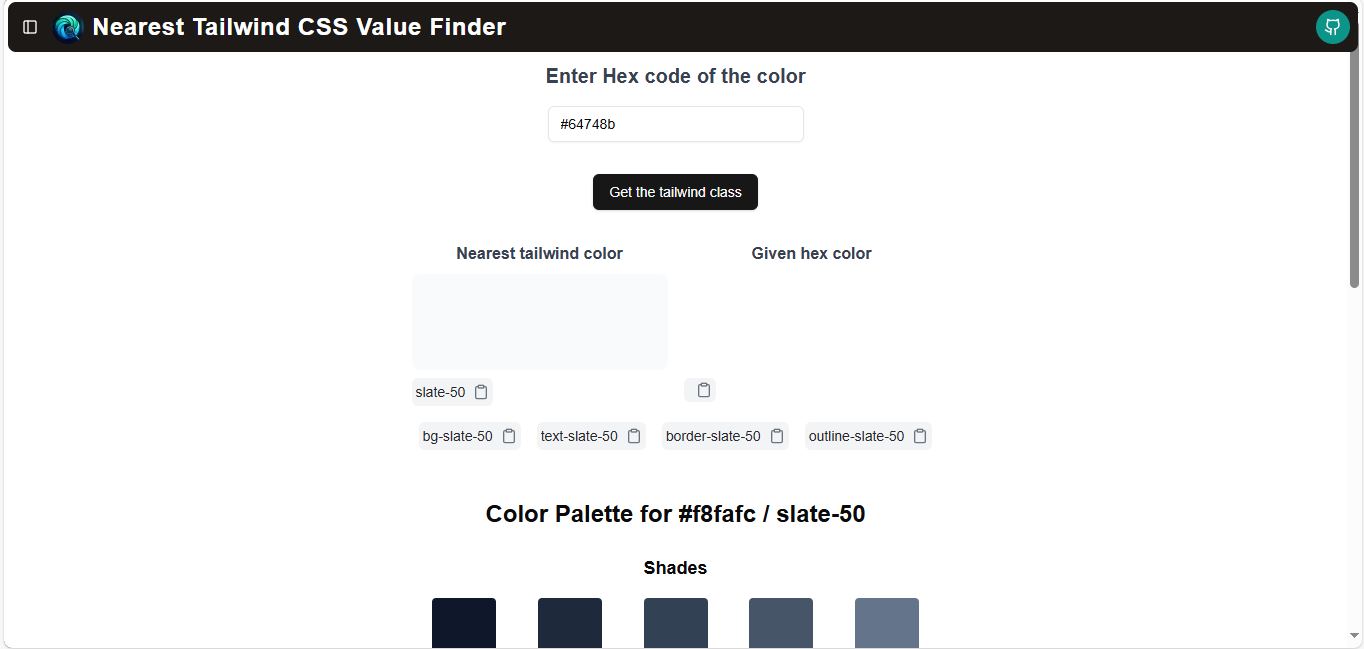 Nearest Tailwind CSS Value Finder
Enter Hex code of the color
#64748b
Get the tailwind class
Nearest tailwind color
Given hex color
slate-50
bg-slate-50
text-slate-50
border-slate-50
outline-slate-50
Color Palette for #f8fafc / slate-50
Shades